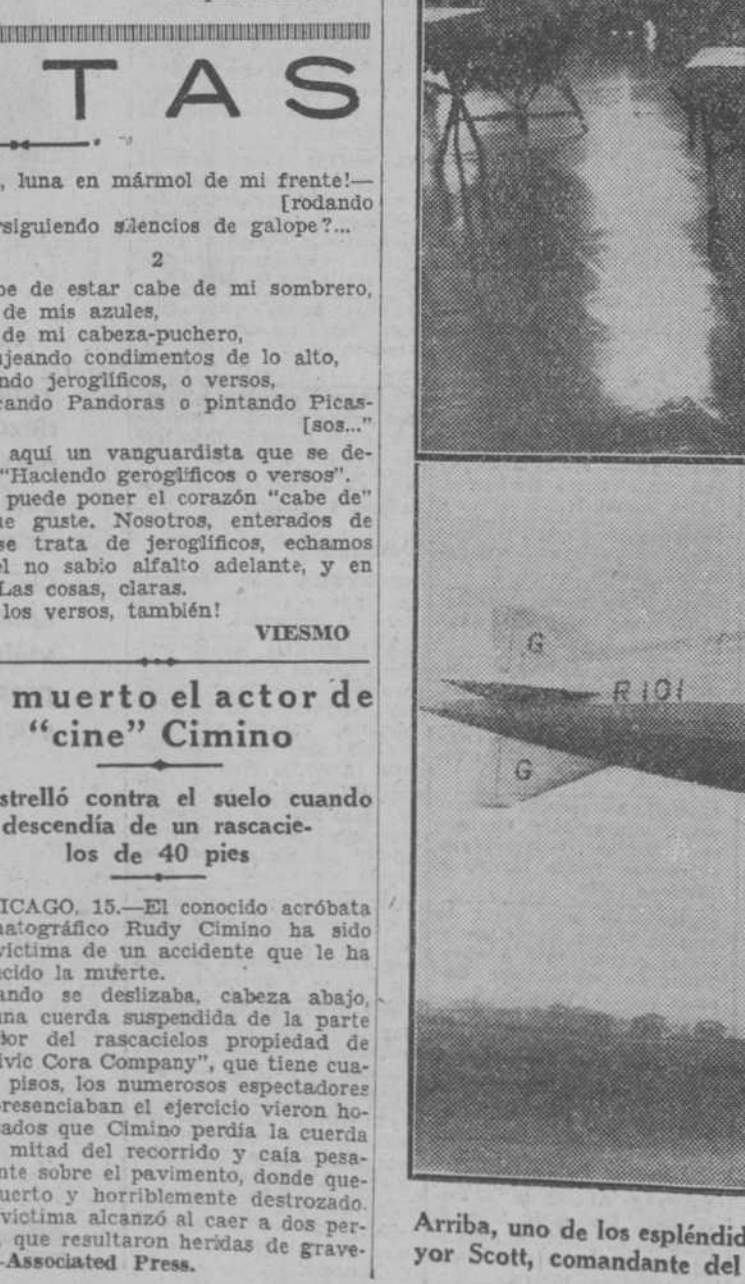 TAS
, luna en mármol de mi frente!—
[rodando
rsiguiendo silencios de galope?...
2
be de estar cabe de mi sombrero,
de mis azules,
de mi cabeza-puchero,
ujeando condimentos de lo alto,
ndo jeroglíficos, o versos,
rando Pandoras o pintando Picas-
[sos..."
aquí un vanguardista que se de-
"Haciendo geroglíficos o versos".
puede poner el corazón "cabe de"
ue guste. Nosotros, enterados de
se trata de jeroglíficos, echamos
el no sabio alfalto adelante, y en
Las cosas, claras.
los versos, también!
VIESMO
muerto el actor de
"cine" Cimino
strelló contra el suelo cuando
descendía de un rascacie-
los de 40 pies
ICAGO, 15.—El conocido acróbata
natográfico Rudy Cimino ha sido
víctima de un accidente que le ha
cido la muerte.
ando se deslizaba, cabeza abajo,
una cuerda suspendida de la parte
ior del rascacielos propiedad de
ivic Cora Company", que tiene cua-
pisos, los numerosos espectadores
presenciaban el ejercicio vieron ho-
ados que Cimino perdía la cuerda
mitad del recorrido y caía pesa-
nte sobre el pavimento, donde que-
uerto y horriblemente destrozado.
víctima alcanzó al caer a dos per-
, que resultaron heridas de grave-
-Associated Press.
G
R101
G
Arriba, uno de los espléndid
yor Scott, comandante del